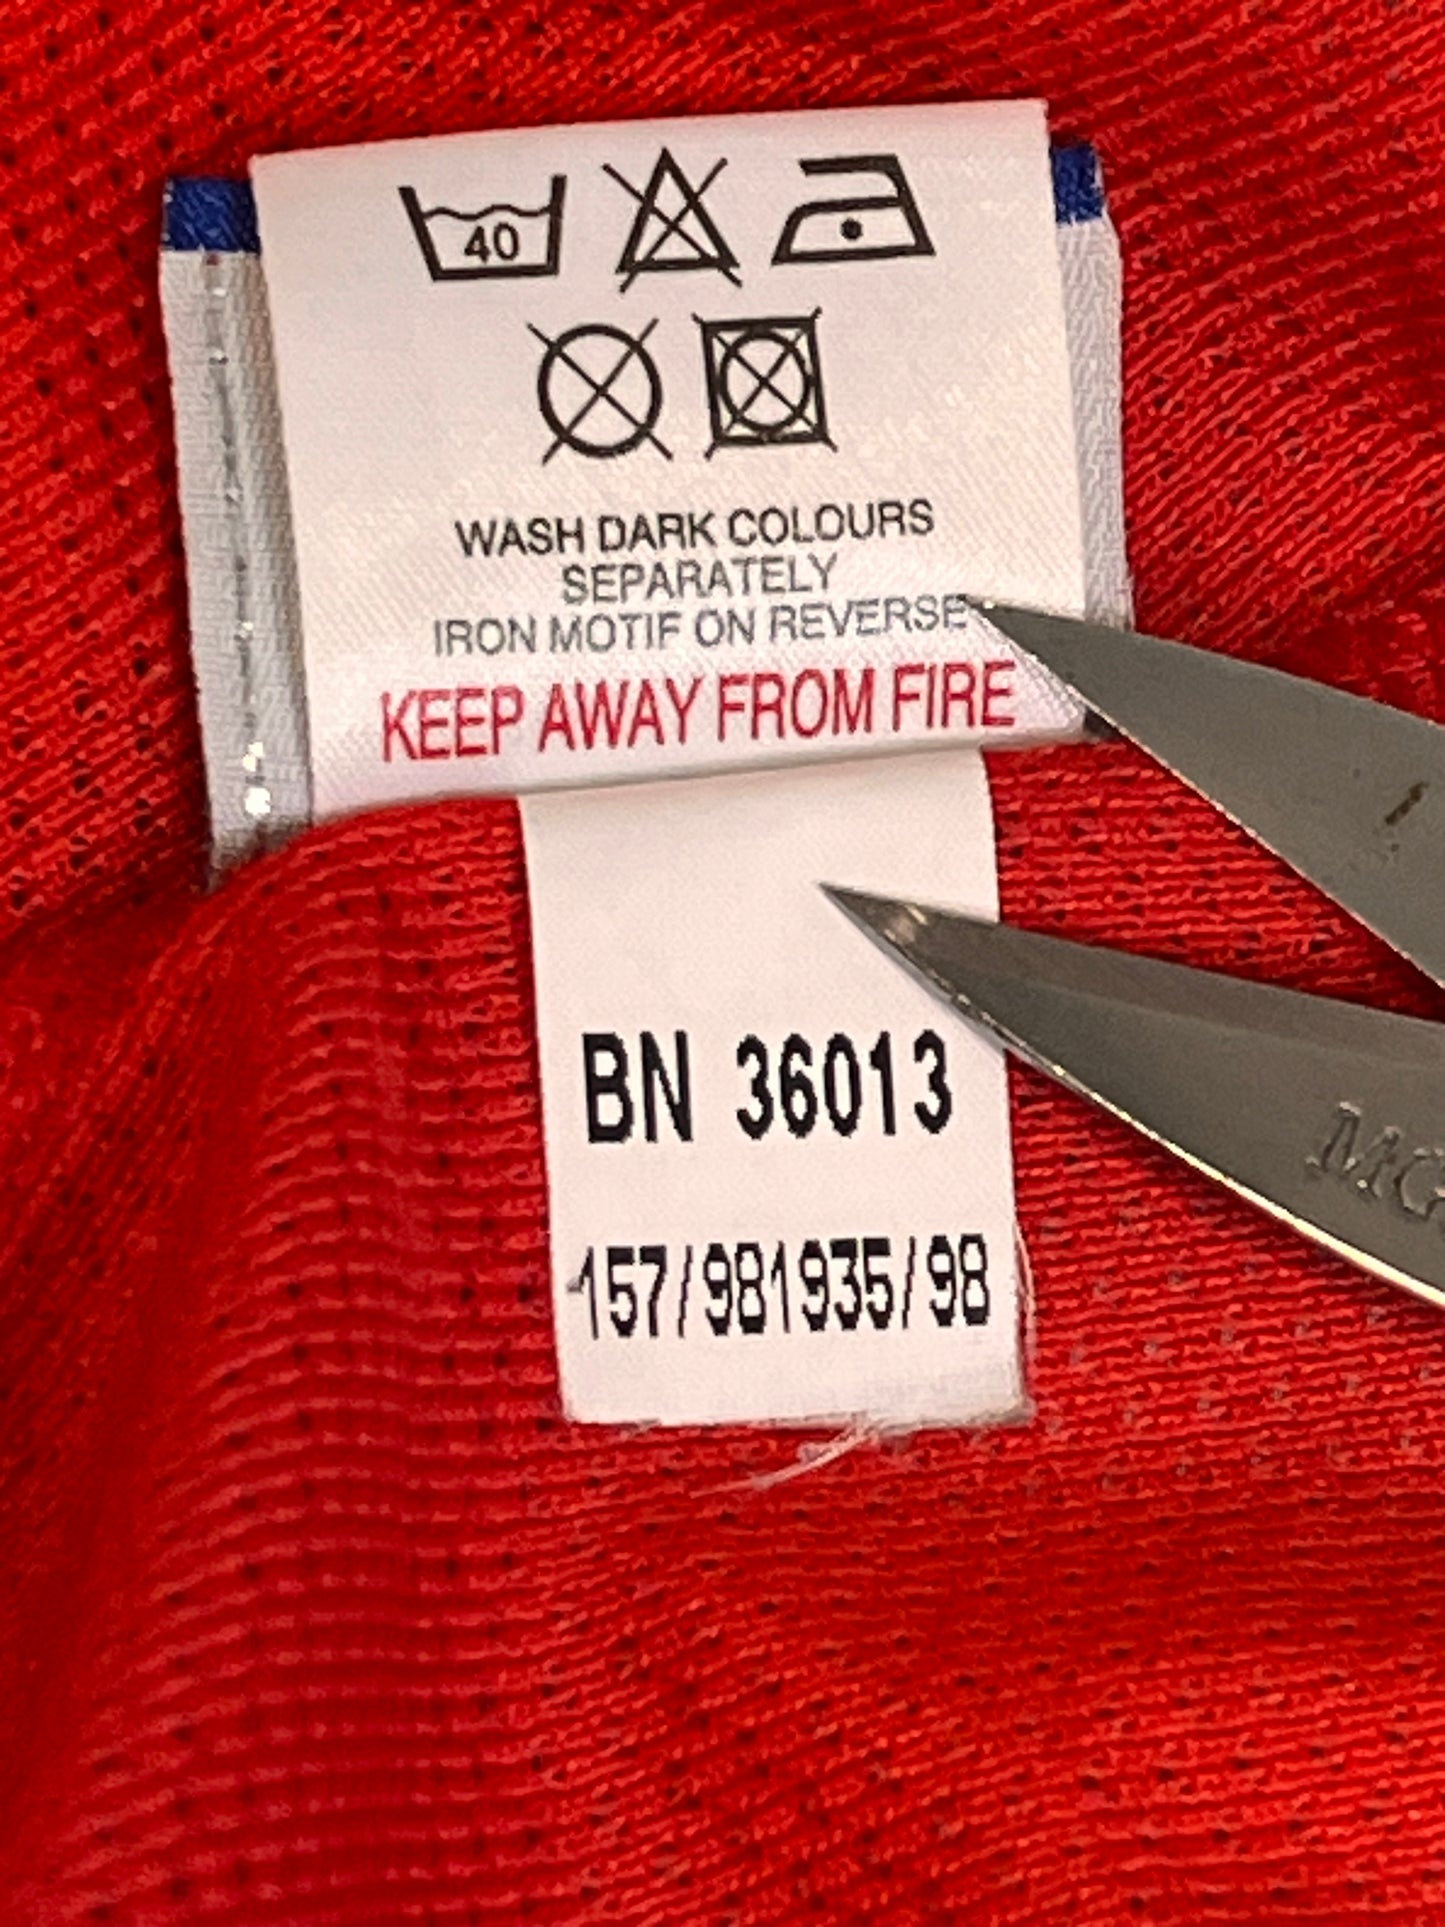 40
WASH DARK COLOURS
SEPARATELY
IRON MOTIF ON REVERSE
KEEP AWAY FROM FIRE
BN 36013
157/981935/98